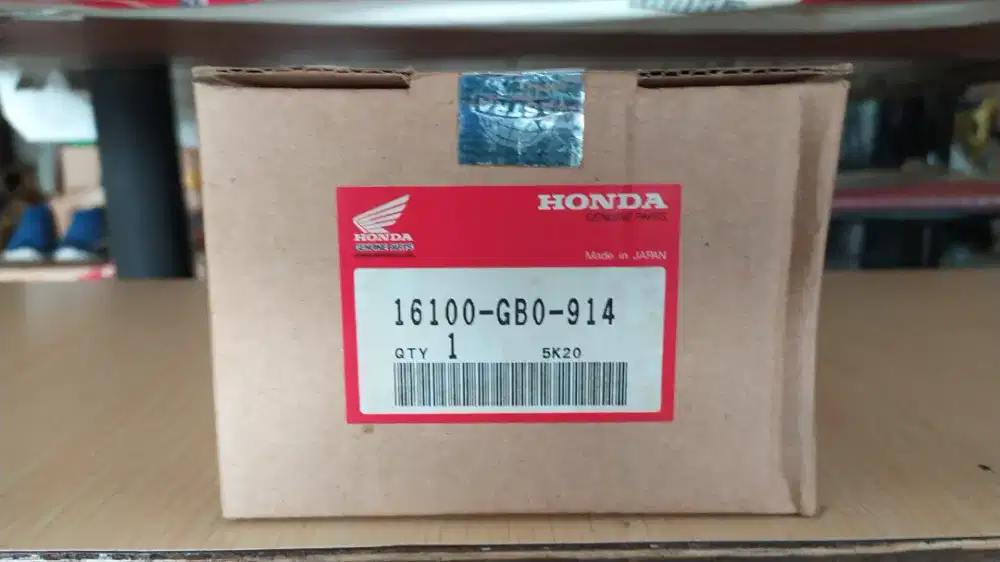 HONDA
GENUINE PARTS
HONDA
GENUINE PARTS
Made in JAPAN
16100-GB0-914
QTY 1 5K20